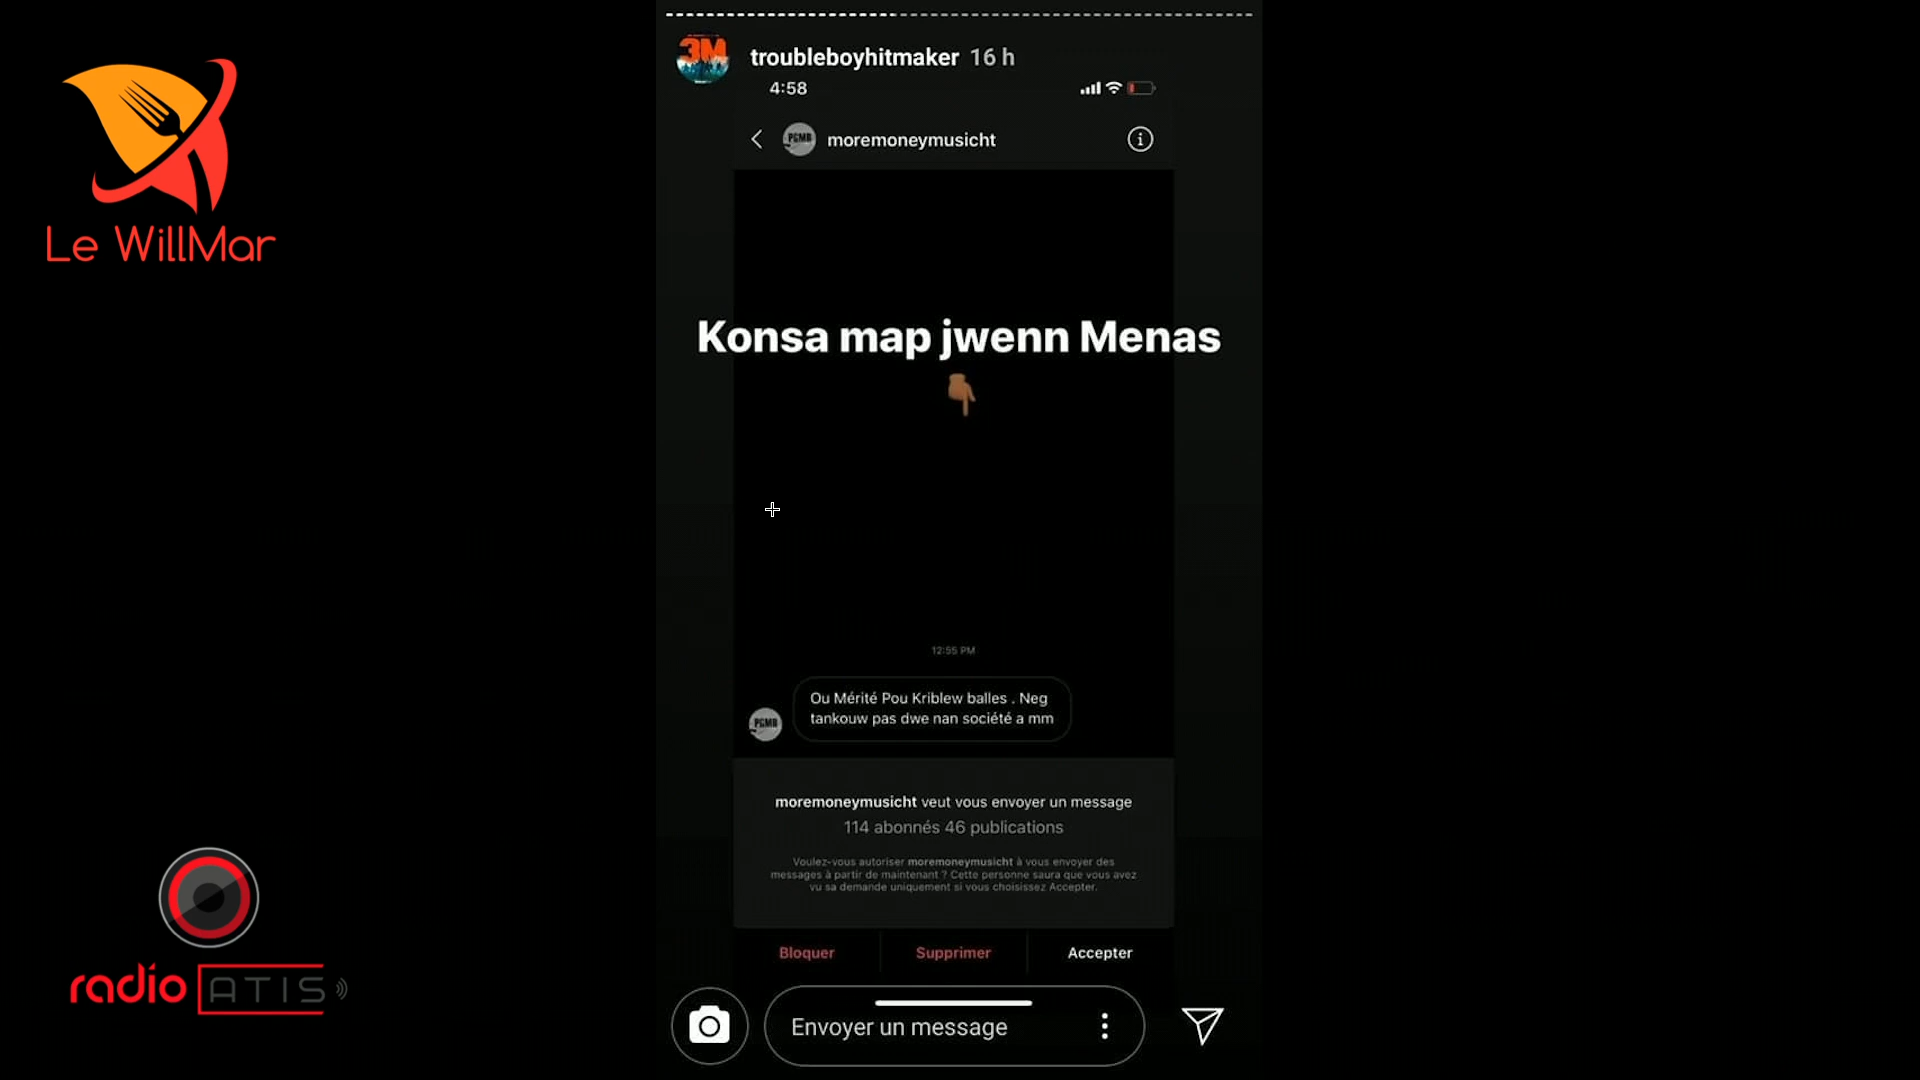 Le WillMar
3M
troubleboyhitmaker 16 h
4:58
PGMB
moremoneymusicht
Konsa map jwenn Menas
12:55 PM
Ou Mérité Pou Kriblew balles . Neg
tankouw pas dwe nan société a mm
PGMB
moremoneymusicht veut vous envoyer un message
114 abonnés 46 publications
Voulez-vous autoriser moremoneymusicht à vous envoyer des
messages à partir de maintenant ? Cette personne saura que vous avez
vu sa demande uniquement si vous choisissez Accepter.
Bloquer Supprimer Accepter
Envoyer un message
radio ATIS